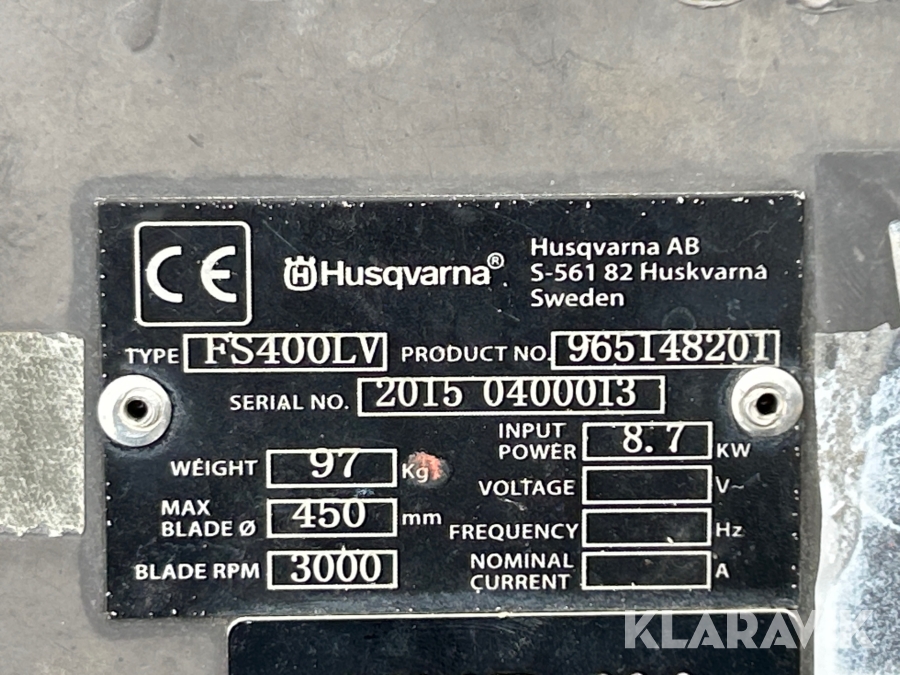 CE
Husqvarna®
Husqvarna AB
S-561 82 Huskvarna
Sweden
TYPE FS400LV PRODUCT NO. 965148201
SERIAL NO. 2015 0400013
INPUT POWER 8.7 KW
WEIGHT 97 Kg
VOLTAGE V~
MAX BLADE Ø 450 mm
FREQUENCY Hz
BLADE RPM 3000
NOMINAL CURRENT A
KLARAVIK